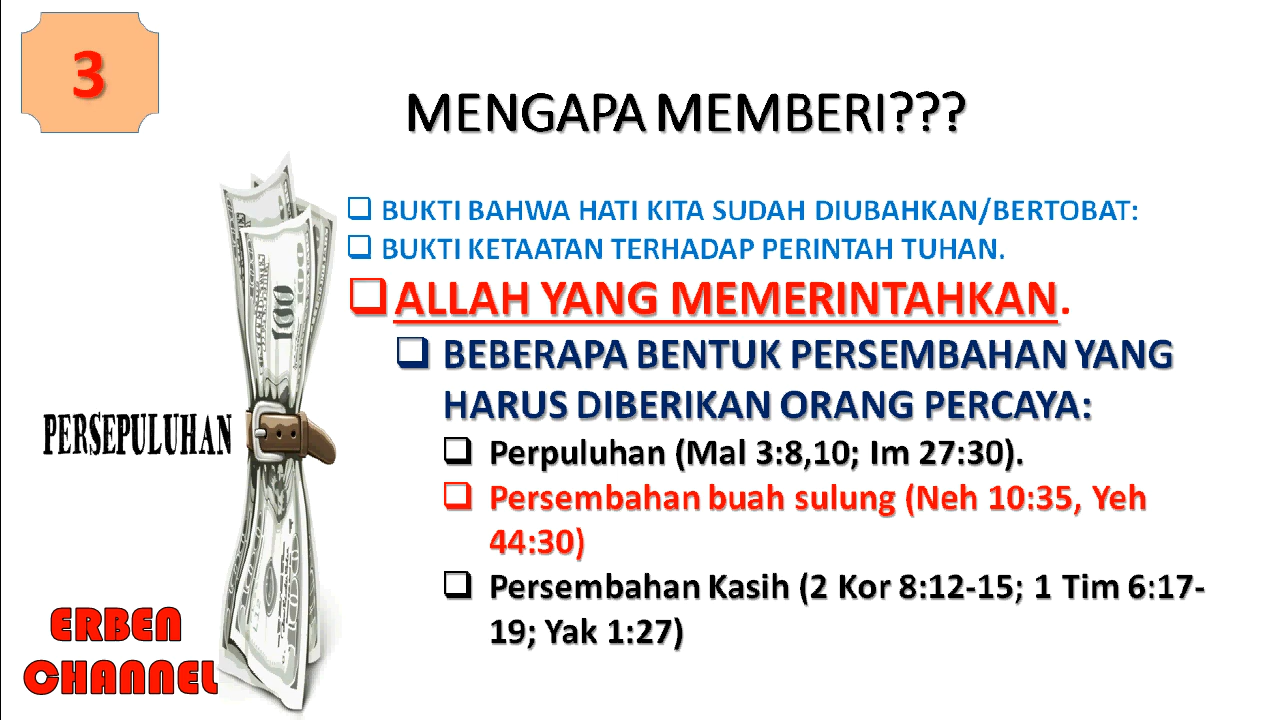 3
MENGAPA MEMBERI???
BUKTI BAHWA HATI KITA SUDAH DIUBAHKAN/BERTOBAT:
BUKTI KETAATAN TERHADAP PERINTAH TUHAN.
ALLAH YANG MEMERINTAHKAN.
BEBERAPA BENTUK PERSEMBAHAN YANG
HARUS DIBERIKAN ORANG PERCAYA:
Perpuluhan (Mal 3:8,10; Im 27:30).
Persembahan buah sulung (Neh 10:35, Yeh
44:30)
Persembahan Kasih (2 Kor 8:12-15; 1 Tim 6:17-
19; Yak 1:27)
PERSEPULUHAN
100
ERBEN
CHANNEL